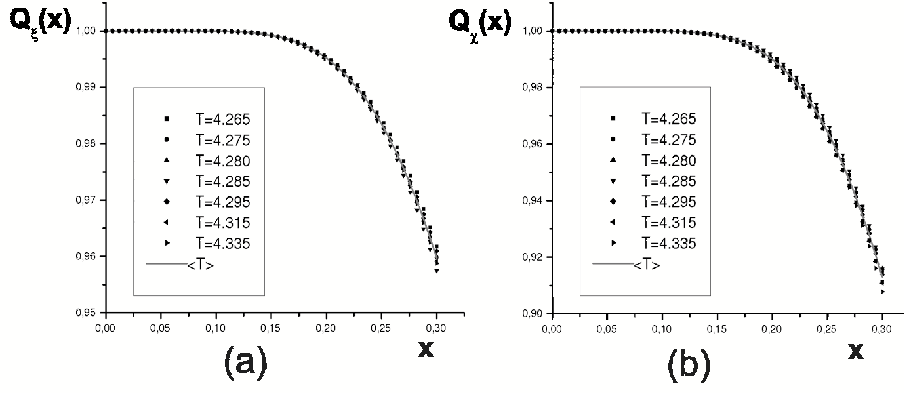 Qξ(x)
1,00
0,99
0,98
0,97
0,96
0,95
0,00 0,05 0,10 0,15 0,20 0,25 0,30
T=4.265
T=4.275
T=4.280
T=4.285
T=4.295
T=4.315
T=4.335
<T>
x
(a)
Qχ(x)
1,00
0,98
0,96
0,94
0,92
0,90
0,00 0,05 0,10 0,15 0,20 0,25 0,30
T=4.265
T=4.275
T=4.280
T=4.285
T=4.295
T=4.315
T=4.335
<T>
x
(b)